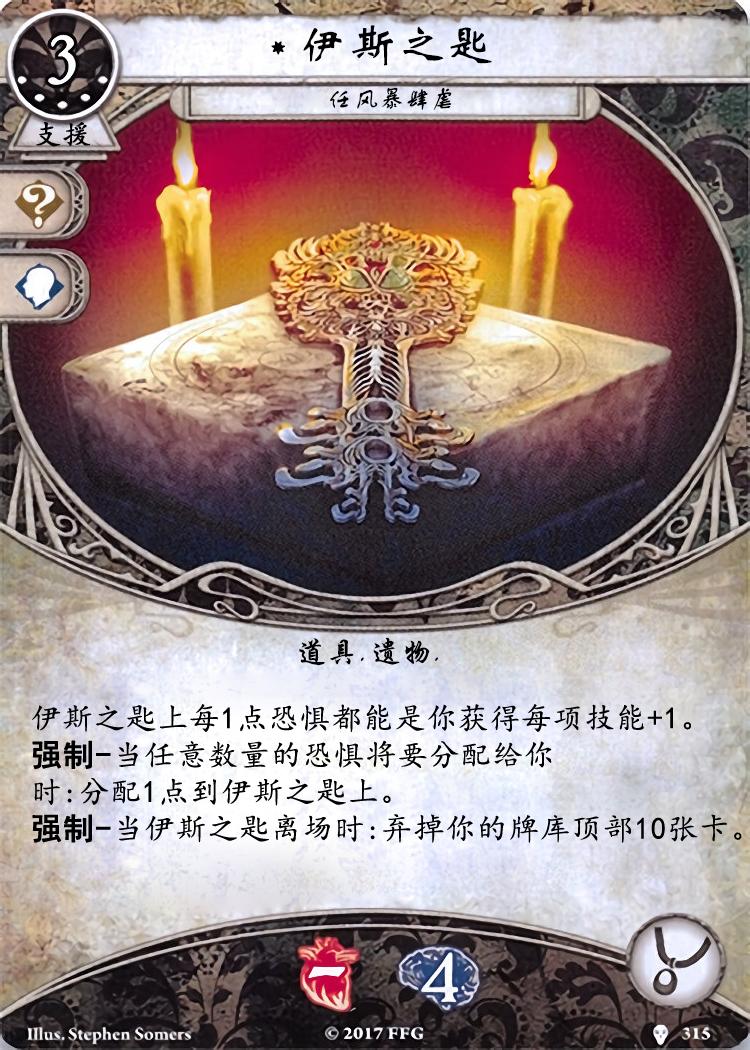 3
伊斯之匙
支援
任风暴肆虐
?
道具.遗物.
伊斯之匙上每1点恐惧都能是你获得每项技能+1。
强制-当任意数量的恐惧将要分配给你
时:分配1点到伊斯之匙上。
强制-当伊斯之匙离场时:弃掉你的牌库顶部10张卡。
-
4
Illus. Stephen Somers
© 2017 FFG
315